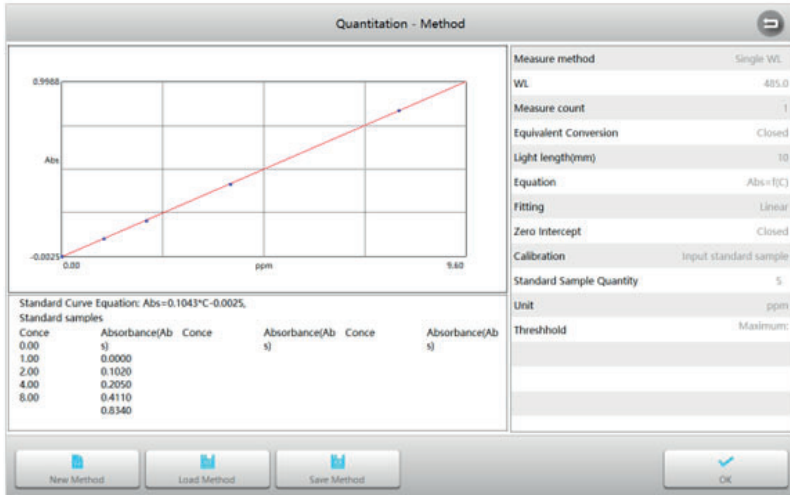 Quantitation - Method
0.9988
Abs
-0.0025
0.00
ppm
9.60
Standard Curve Equation: Abs=0.1043*C-0.0025,
Standard samples
Conce Absorbance(Ab Conce Absorbance(Ab Conce Absorbance(Ab
0.00 s) s) s)
1.00 0.0000
2.00 0.1020
4.00 0.2050
8.00 0.4110
0.8340
Measure method Single WL
WL 485.0
Measure count 1
Equivalent Conversion Closed
Light length(mm) 10
Equation Abs=f(C)
Fitting Linear
Zero Intercept Closed
Calibration Input standard sample
Standard Sample Quantity 5
Unit ppm
Threshhold Maximum:
New Method
Load Method
Save Method
OK